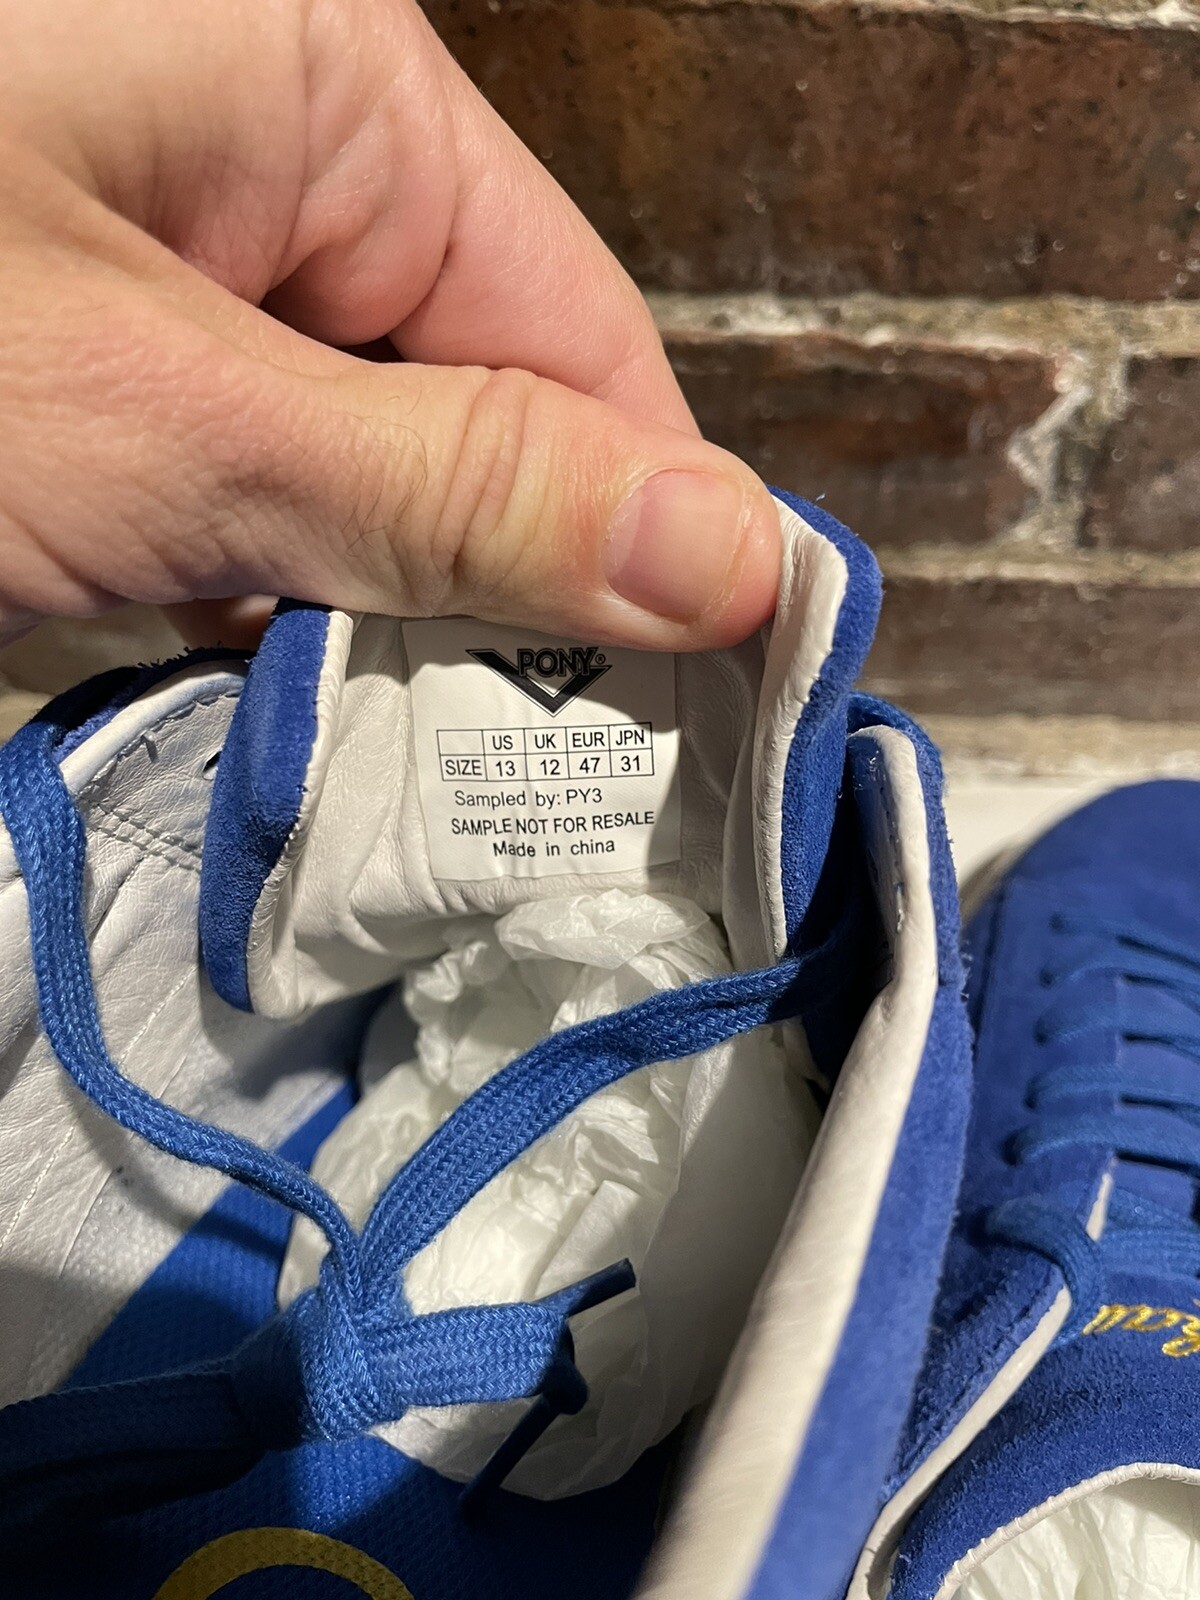 PONY®
US UK EUR JPN
SIZE 13 12 47 31
Sampled by: PY3
SAMPLE NOT FOR RESALE
Made in china